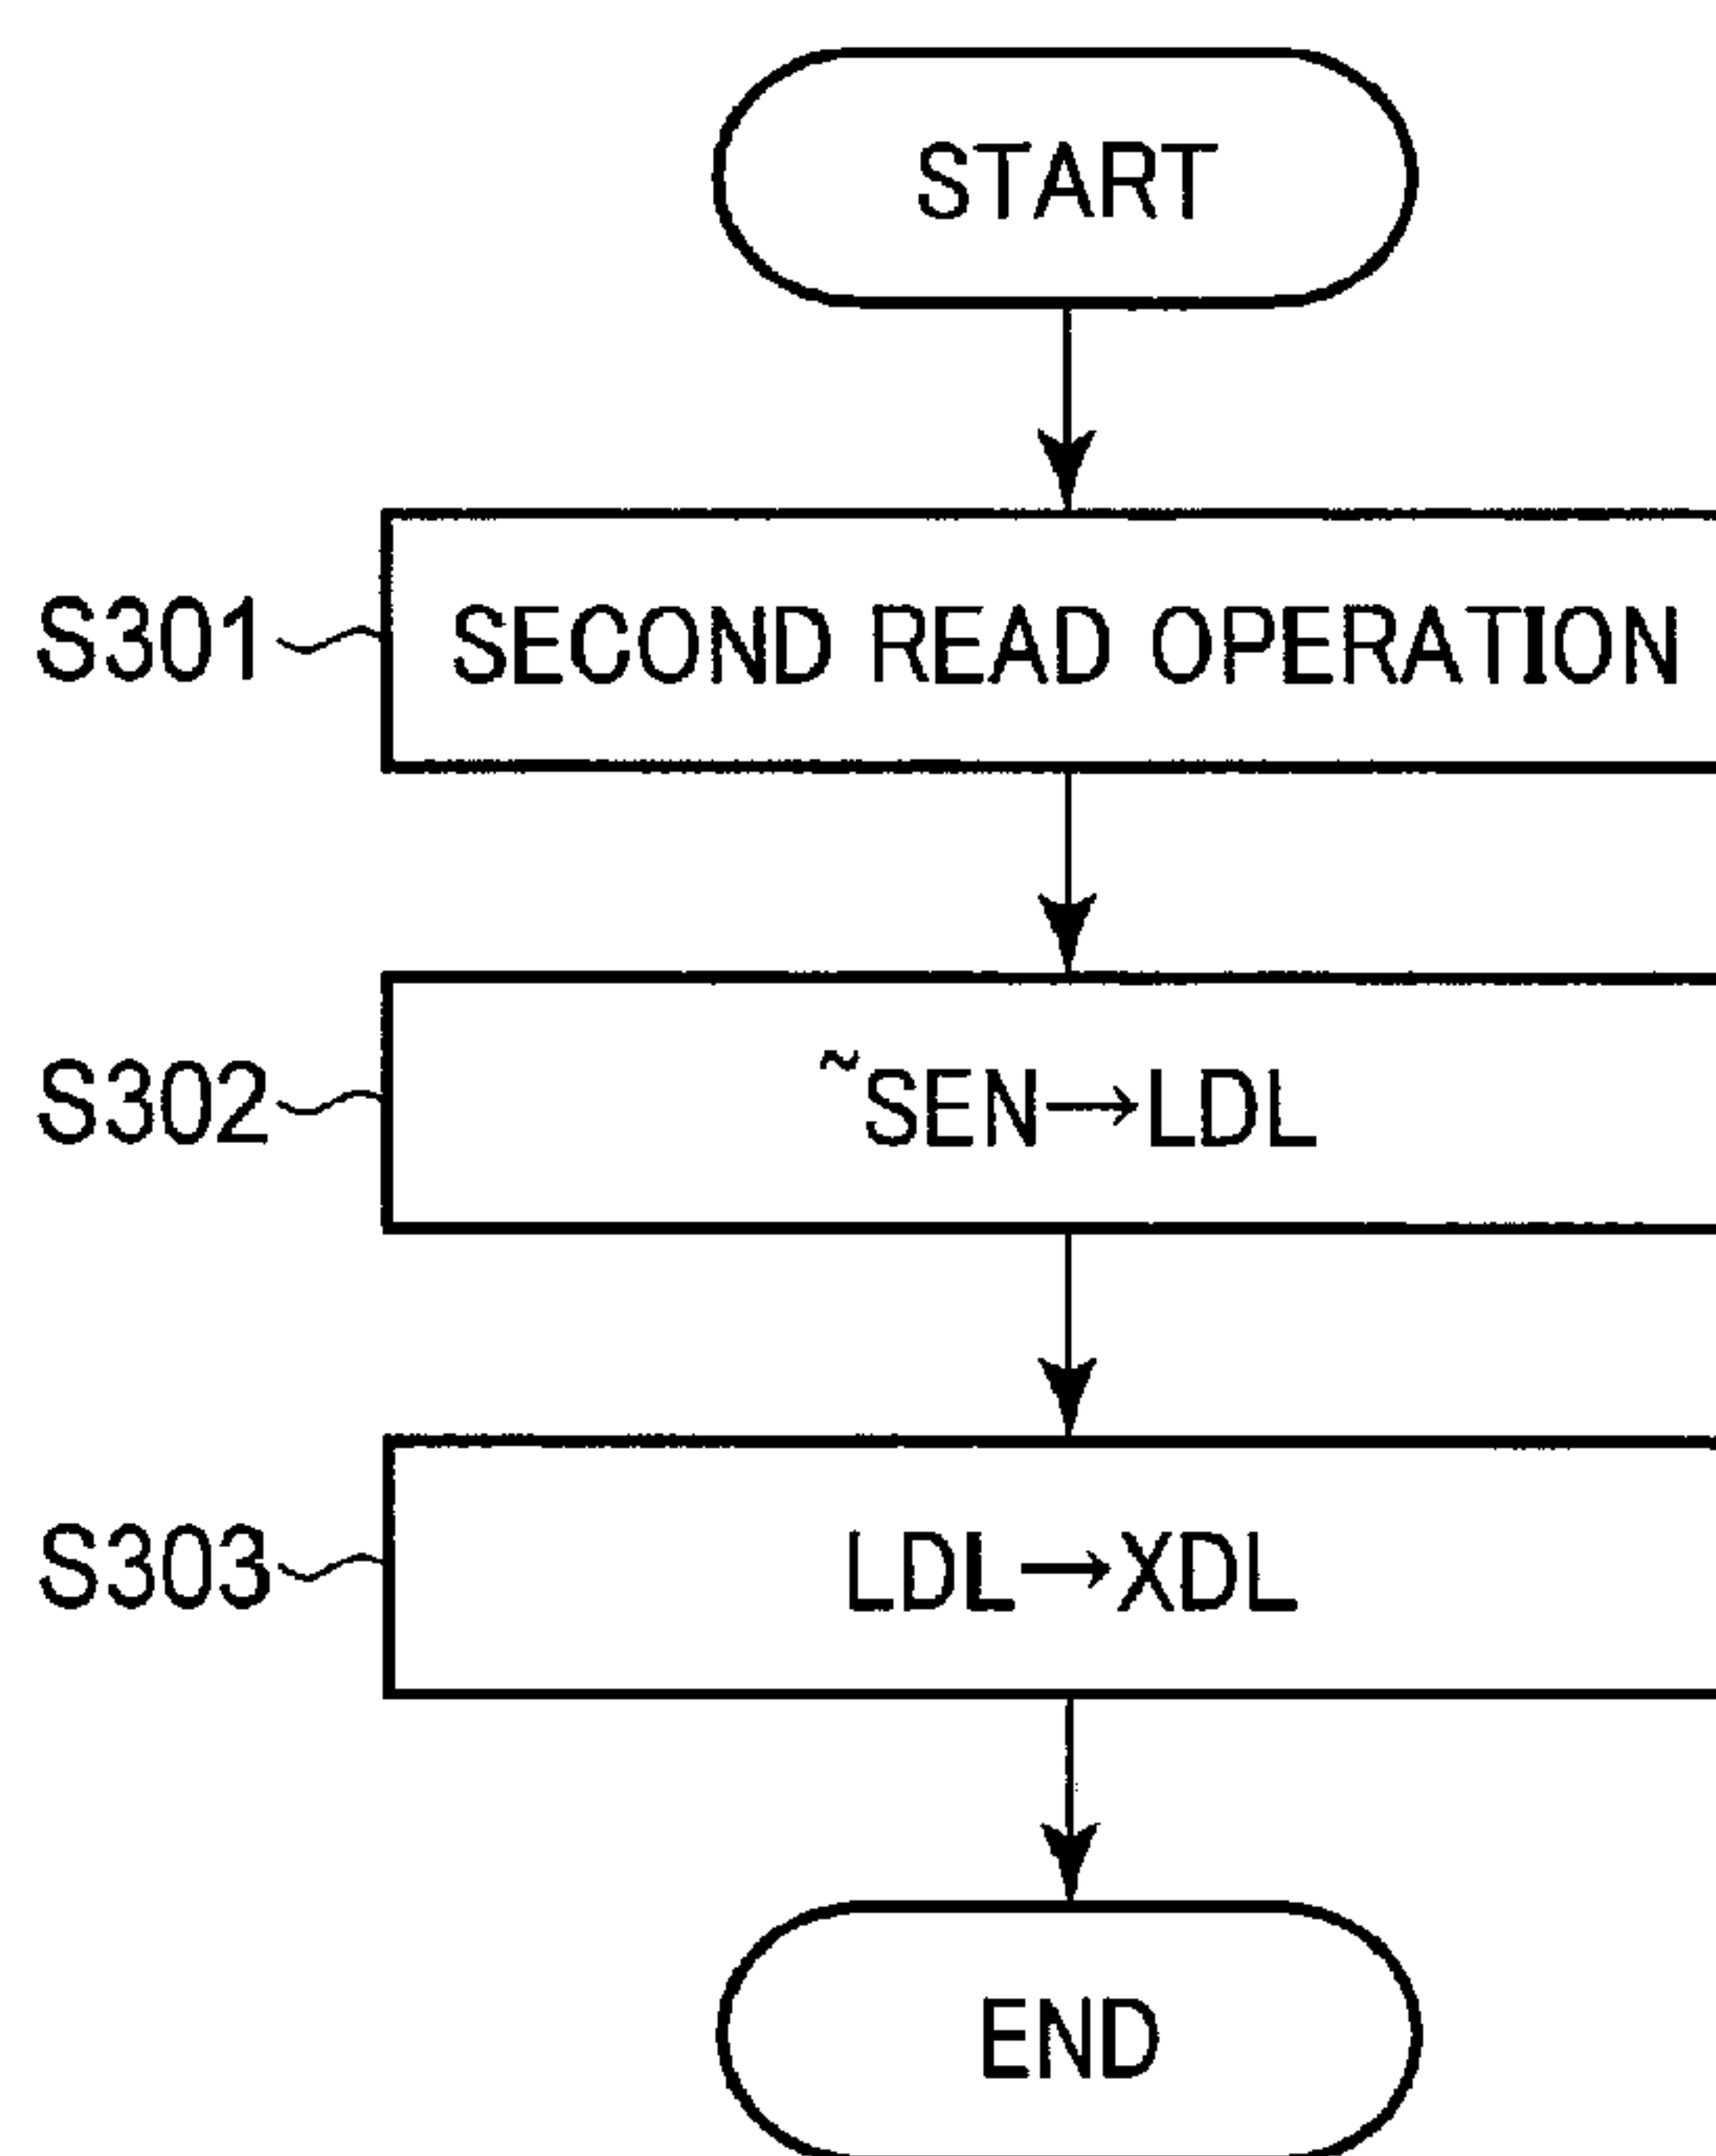 START
S301 SECOND READ OPERATION
S302 ~SEN→LDL
S303 LDL→XDL
END